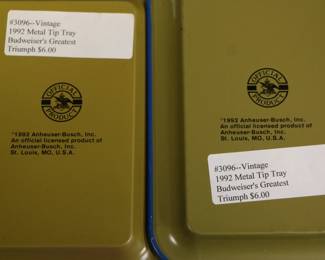 #3096--Vintage
1992 Metal Tip Tray
Budweiser's Greatest
Triumph $6.00
OFFICIAL
PRODUCT
©1992 Anheuser-Busch, Inc.
An official licensed product of
Anheuser-Busch, Inc.
St. Louis, MO, U.S.A.
OFFICIAL
PRODUCT
©1992 Anheuser-Busch, Inc.
An official licensed product of
Anheuser-Busch, Inc.
St. Louis, MO, U.S.A.
#3096--Vintage
1992 Metal Tip Tray
Budweiser's Greatest
Triumph $6.00